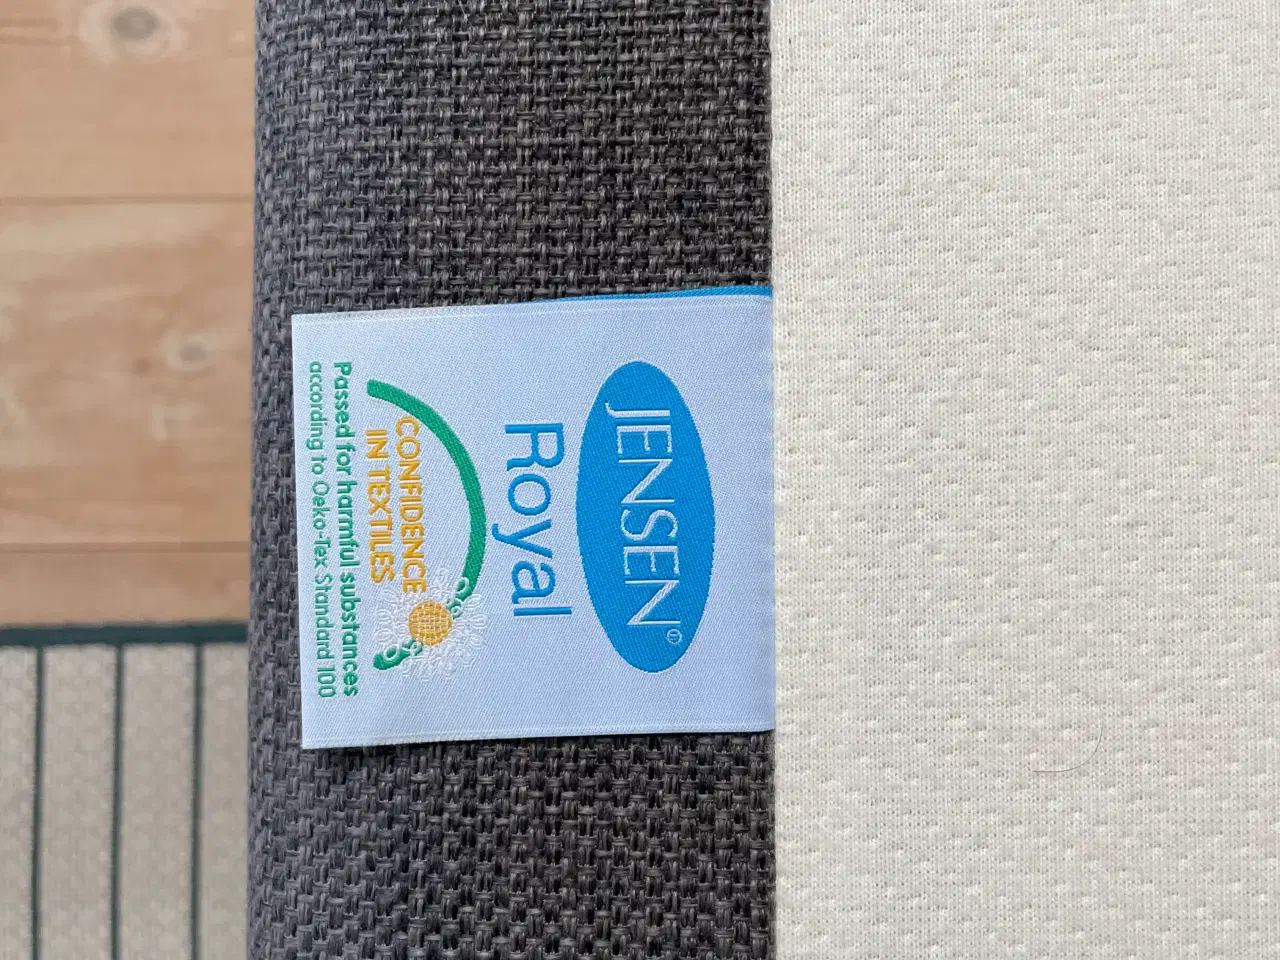 JENSEN®
Royal
CONFIDENCE
IN TEXTILES
Passed for harmful substances
according to Oeko-Tex Standard 100